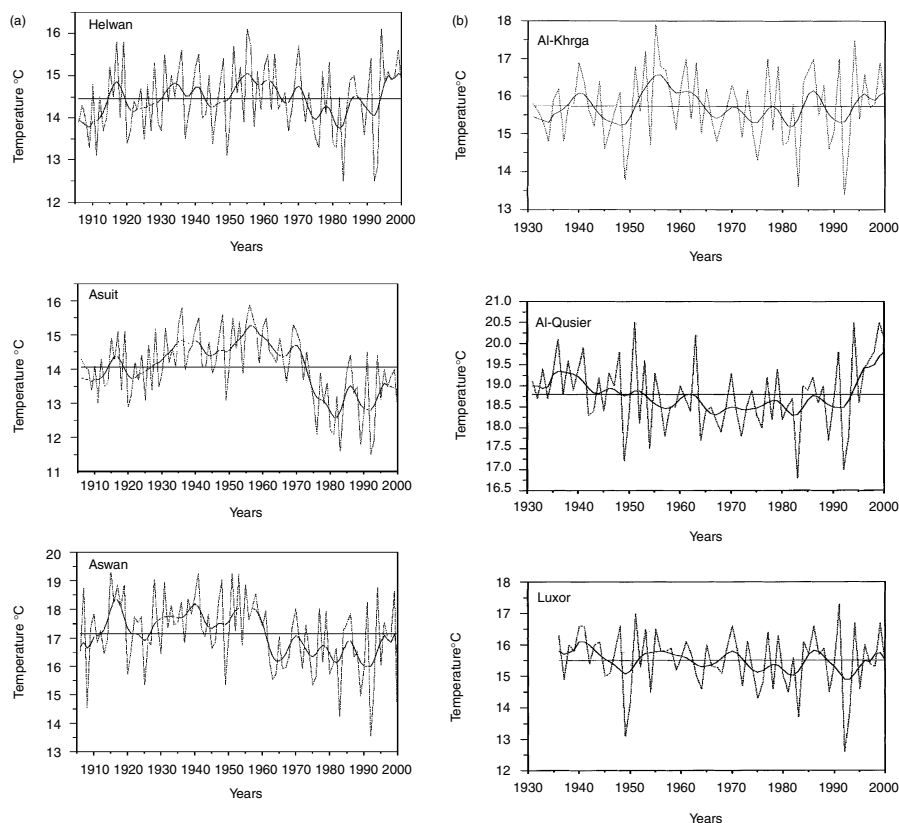 (a)
Helwan
Temperature °C
16
15
14
13
12
1910 1920 1930 1940 1950 1960 1970 1980 1990 2000
Years
Asuit
Temperature °C
16
15
14
13
12
11
1910 1920 1930 1940 1950 1960 1970 1980 1990 2000
Years
Aswan
Temperature °C
20
19
18
17
16
15
14
13
1910 1920 1930 1940 1950 1960 1970 1980 1990 2000
Years
(b)
Al-Khrga
Temperature °C
18
17
16
15
14
13
1930 1940 1950 1960 1970 1980 1990 2000
Years
Al-Qusier
Temperature °C
21.0
20.5
20.0
19.5
19.0
18.5
18.0
17.5
17.0
16.5
1930 1940 1950 1960 1970 1980 1990 2000
Years
Luxor
Temperature°C
18
17
16
15
14
13
12
1930 1940 1950 1960 1970 1980 1990 2000
Years